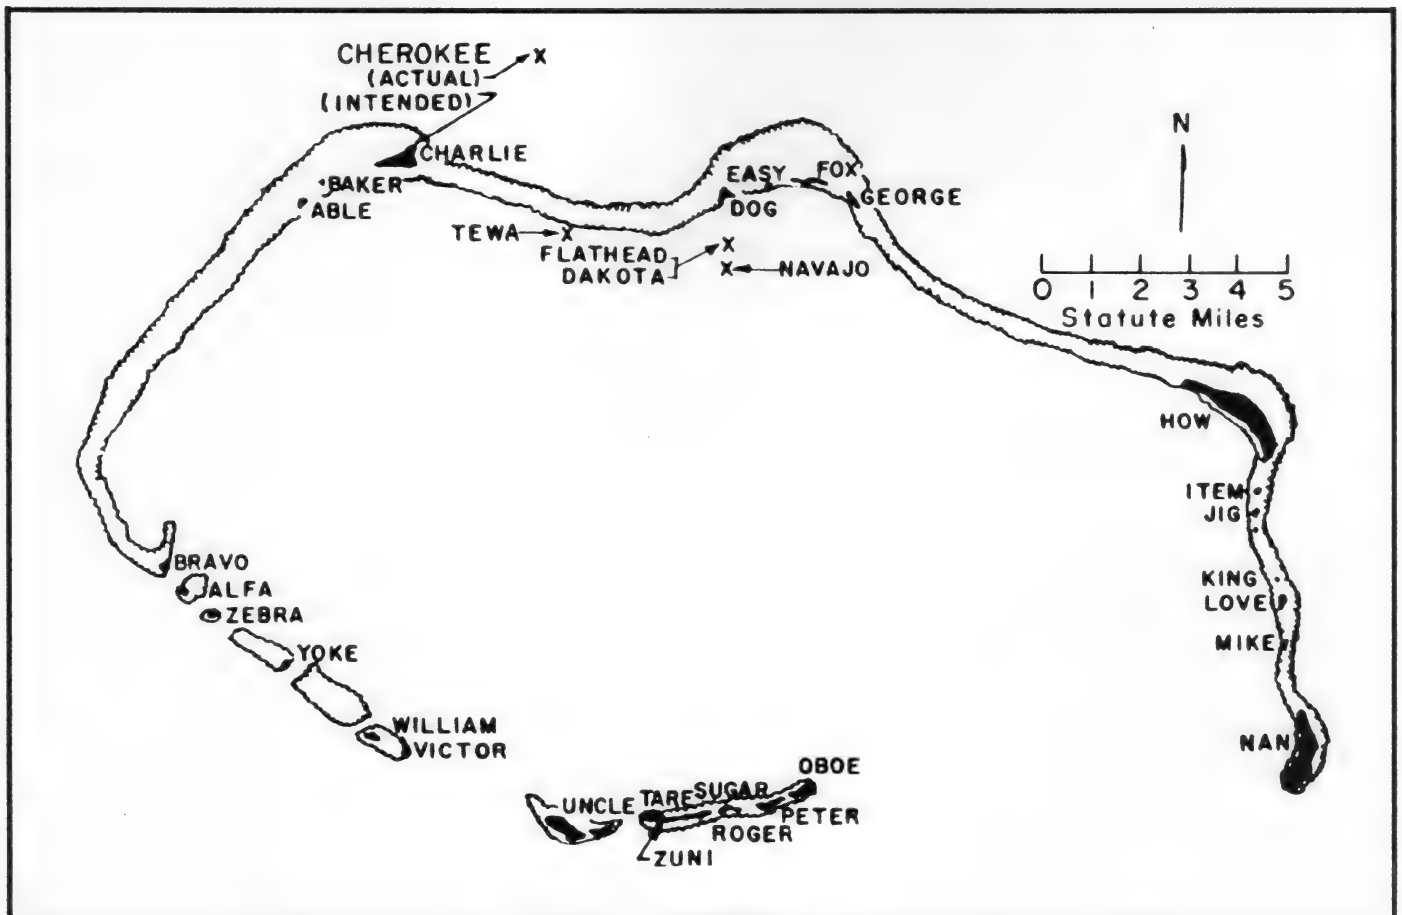 CHEROKEE
(ACTUAL)
(INTENDED)
N
CHARLIE
EASY
FOX
BAKER
GEORGE
ABLE
DOG
TEWA
FLATHEAD
DAKOTA
NAVAJO
0 1 2 3 4 5
Statute Miles
HOW
ITEM
JIG
BRAVO
KING
ALFA
LOVE
ZEBRA
MIKE
YOKE
WILLIAM
VICTOR
NAN
OBOE
UNCLE TARE SUGAR
PETER
ROGER
ZUNI